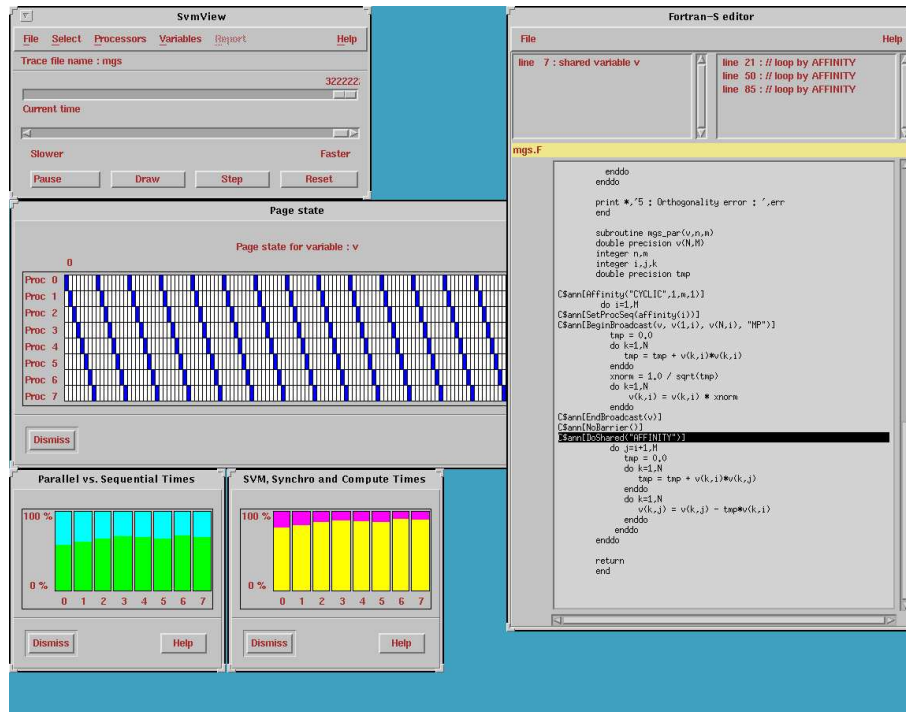 SvmView
File Select Processors Variables Report Help
Trace file name : mgs
322222
Current time
Slower Faster
Pause Draw Step Reset
Page state
Page state for variable : v
0
Proc 0
Proc 1
Proc 2
Proc 3
Proc 4
Proc 5
Proc 6
Proc 7
Dismiss
Parallel vs. Sequential Times
100 %
0 %
0 1 2 3 4 5 6 7
Dismiss Help
SVM, Synchro and Compute Times
100 %
0 %
0 1 2 3 4 5 6 7
Dismiss Help
Fortran-S editor
File Help
line 7 : shared variable v
line 21 : // loop by AFFINITY
line 50 : // loop by AFFINITY
line 85 : // loop by AFFINITY
mgs.F
enddo
enddo
print *,'5 : Orthogonality error : ',err
end
subroutine mgs_par(v,n,m)
double precision v(N,M)
integer n,m
integer i,j,k
double precision tmp
C$ann[Affinity("CYCLIC",1,m,1)]
do i=1,M
C$ann[SetProcSeq(affinity(i))]
C$ann[BeginBroadcast(v, v(1,i), v(N,i), "MP")]
tmp = 0.0
do k=1,N
tmp = tmp + v(k,i)*v(k,i)
enddo
xnorm = 1.0 / sqrt(tmp)
do k=1,N
v(k,i) = v(k,i) * xnorm
enddo
C$ann[EndBroadcast(v)]
C$ann[NoBarrier()]
C$ann[DoShared("AFFINITY")]
do j=i+1,M
tmp = 0.0
do k=1,N
tmp = tmp + v(k,i)*v(k,j)
enddo
do k=1,N
v(k,j) = v(k,j) - tmp*v(k,i)
enddo
enddo
enddo
return
end